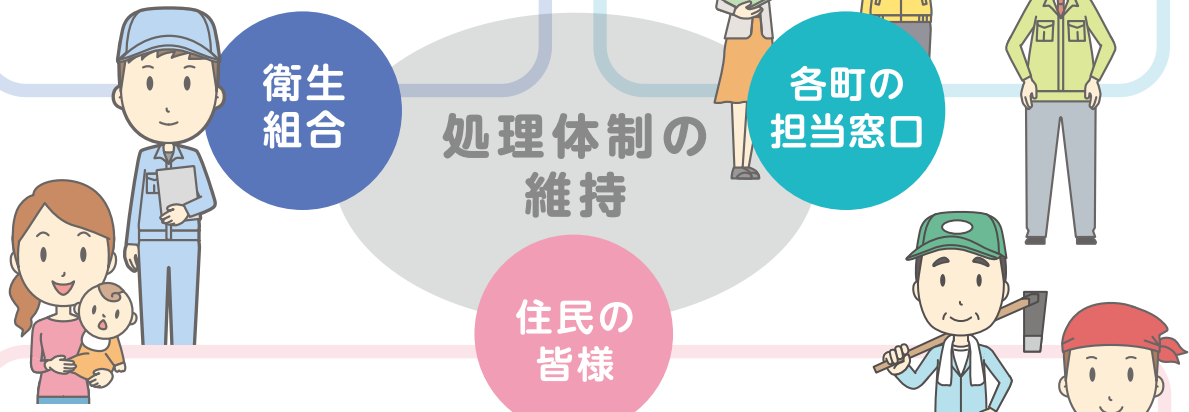 衛生
組合
処理体制の
維持
各町の
担当窓口
住民の
皆様